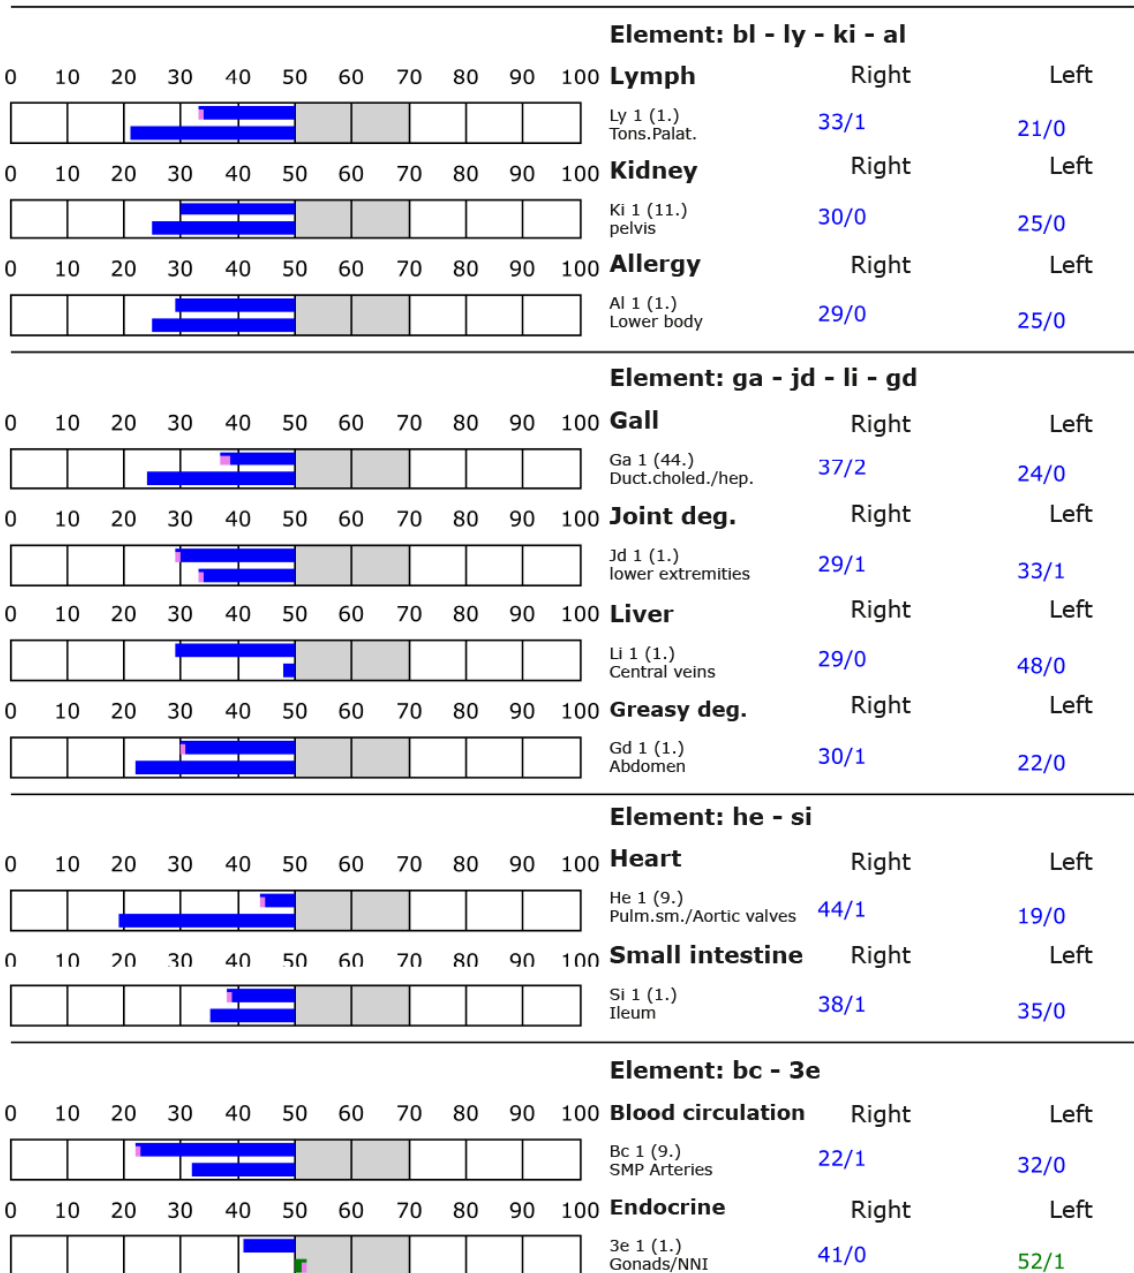 Element: bl - ly - ki - al
0 10 20 30 40 50 60 70 80 90 100 Lymph Right Left
Ly 1 (1.) 33/1 21/0
Tons.Palat.
0 10 20 30 40 50 60 70 80 90 100 Kidney Right Left
Ki 1 (11.) 30/0 25/0
pelvis
0 10 20 30 40 50 60 70 80 90 100 Allergy Right Left
Al 1 (1.) 29/0 25/0
Lower body
Element: ga - jd - li - gd
0 10 20 30 40 50 60 70 80 90 100 Gall Right Left
Ga 1 (44.) 37/2 24/0
Duct.choled./hep.
0 10 20 30 40 50 60 70 80 90 100 Joint deg. Right Left
Jd 1 (1.) 29/1 33/1
lower extremities
0 10 20 30 40 50 60 70 80 90 100 Liver Right Left
Li 1 (1.) 29/0 48/0
Central veins
0 10 20 30 40 50 60 70 80 90 100 Greasy deg. Right Left
Gd 1 (1.) 30/1 22/0
Abdomen
Element: he - si
0 10 20 30 40 50 60 70 80 90 100 Heart Right Left
He 1 (9.) 44/1 19/0
Pulm.sm./Aortic valves
0 10 20 30 40 50 60 70 80 90 100 Small intestine Right Left
Si 1 (1.) 38/1 35/0
Ileum
Element: bc - 3e
0 10 20 30 40 50 60 70 80 90 100 Blood circulation Right Left
Bc 1 (9.) 22/1 32/0
SMP Arteries
0 10 20 30 40 50 60 70 80 90 100 Endocrine Right Left
3e 1 (1.) 41/0 52/1
Gonads/NNI